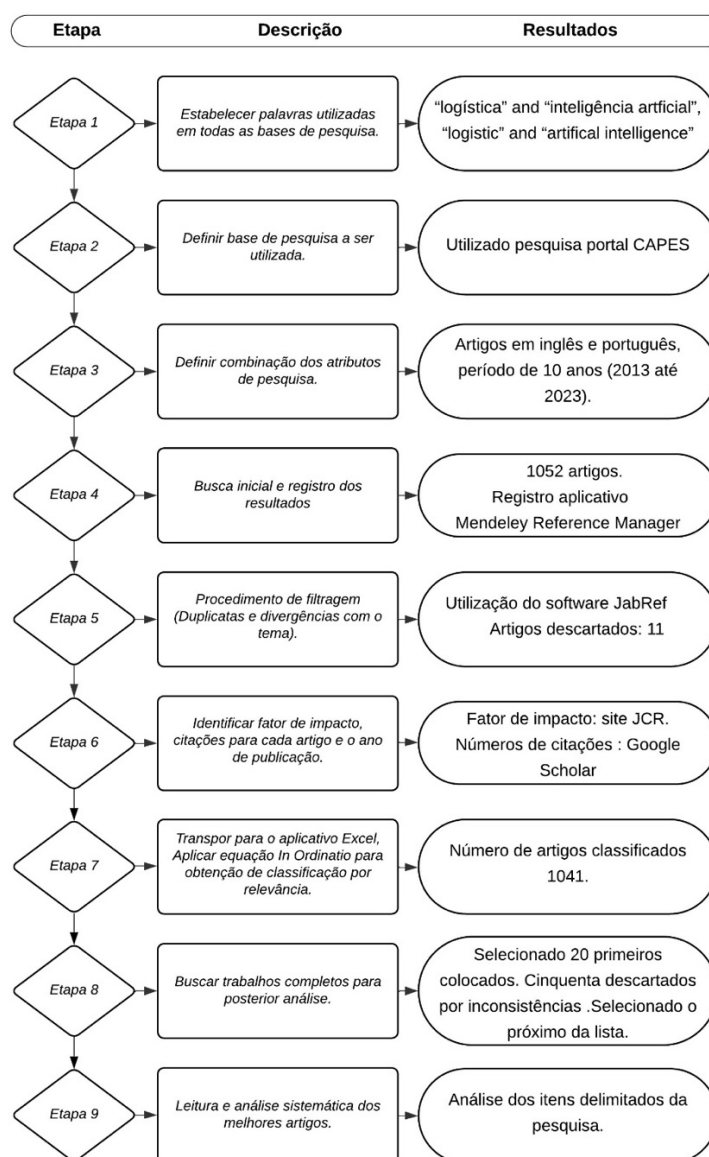 Etapa Descrição Resultados
Etapa 1
Estabelecer palavras utilizadas
em todas as bases de pesquisa.
“logística” and “inteligência artficial”,
“logistic” and “artifical intelligence”
Etapa 2
Definir base de pesquisa a ser
utilizada.
Utilizado pesquisa portal CAPES
Etapa 3
Definir combinação dos atributos
de pesquisa.
Artigos em inglês e português,
período de 10 anos (2013 até
2023).
Etapa 4
Busca inicial e registro dos
resultados
1052 artigos.
Registro aplicativo
Mendeley Reference Manager
Etapa 5
Procedimento de filtragem
(Duplicatas e divergências com o
tema).
Utilização do software JabRef
Artigos descartados: 11
Etapa 6
Identificar fator de impacto,
citações para cada artigo e o ano
de publicação.
Fator de impacto: site JCR.
Números de citações : Google
Scholar
Etapa 7
Transpor para o aplicativo Excel,
Aplicar equação In Ordinatio para
obtenção de classificação por
relevância.
Número de artigos classificados
1041.
Etapa 8
Buscar trabalhos completos para
posterior análise.
Selecionado 20 primeiros
colocados. Cinquenta descartados
por inconsistências .Selecionado o
próximo da lista.
Etapa 9
Leitura e análise sistemática dos
melhores artigos.
Análise dos itens delimitados da
pesquisa.